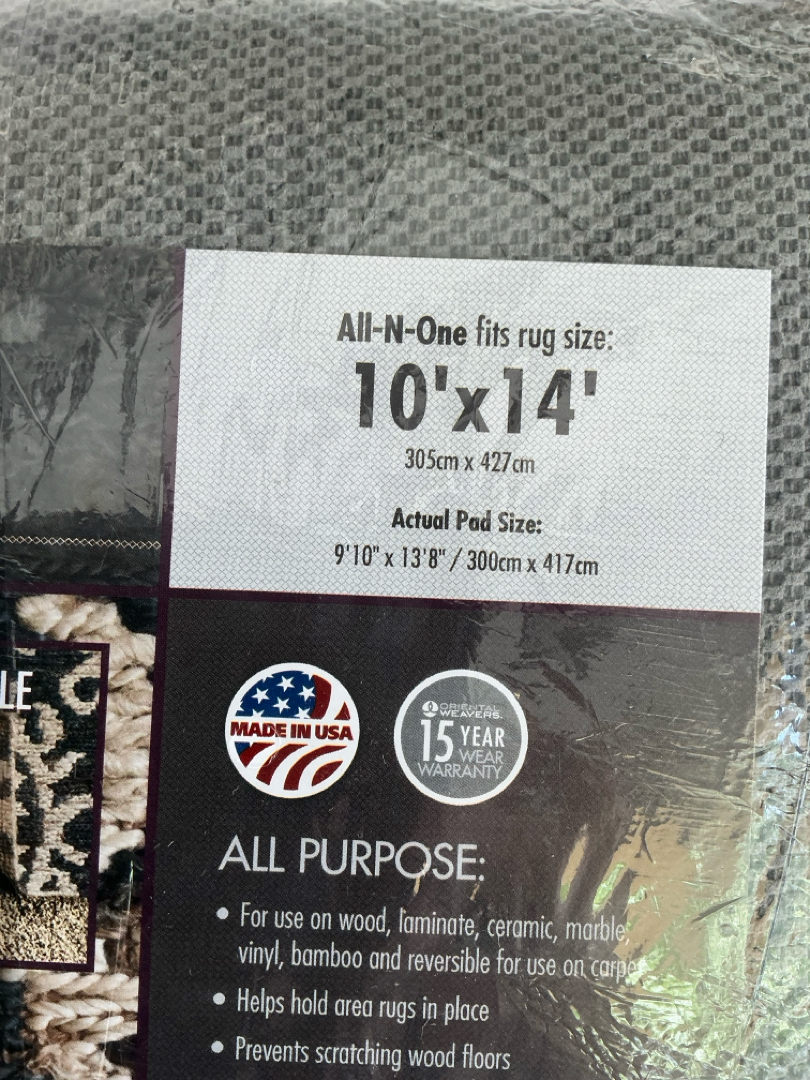 All-N-One fits rug size:
10'x14'
305cm x 427cm
Actual Pad Size:
9'10" x 13'8" / 300cm x 417cm
LE
MADE IN USA
ORIENTAL
WEAVERS
15 YEAR
WEAR
WARRANTY
ALL PURPOSE:
• For use on wood, laminate, ceramic, marble,
vinyl, bamboo and reversible for use on carpe
• Helps hold area rugs in place
• Prevents scratching wood floors